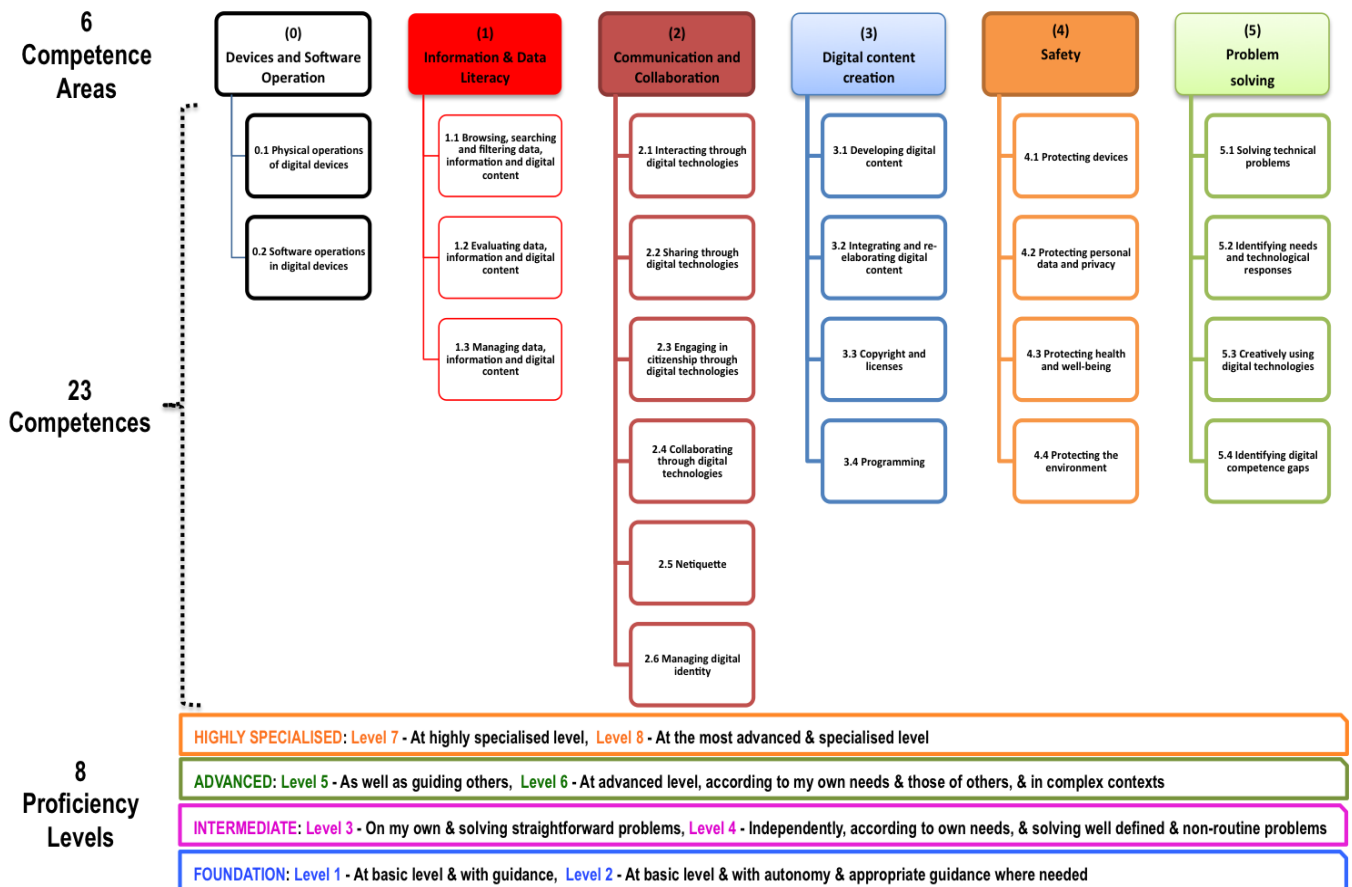 6
Competence
Areas
(0)
Devices and Software
Operation
(1)
Information & Data
Literacy
(2)
Communication and
Collaboration
(3)
Digital content
creation
(4)
Safety
(5)
Problem
solving
23
Competences
0.1 Physical operations
of digital devices
0.2 Software operations
in digital devices
1.1 Browsing, searching
and filtering data,
information and digital
content
1.2 Evaluating data,
information and digital
content
1.3 Managing data,
information and digital
content
2.1 Interacting through
digital technologies
2.2 Sharing through
digital technologies
2.3 Engaging in
citizenship through
digital technologies
2.4 Collaborating
through digital
technologies
2.5 Netiquette
2.6 Managing digital
identity
3.1 Developing digital
content
3.2 Integrating and re-
elaborating digital
content
3.3 Copyright and
licenses
3.4 Programming
4.1 Protecting devices
4.2 Protecting personal
data and privacy
4.3 Protecting health
and well-being
4.4 Protecting the
environment
5.1 Solving technical
problems
5.2 Identifying needs
and technological
responses
5.3 Creatively using
digital technologies
5.4 Identifying digital
competence gaps
8
Proficiency
Levels
HIGHLY SPECIALISED: Level 7 - At highly specialised level, Level 8 - At the most advanced & specialised level
ADVANCED: Level 5 - As well as guiding others, Level 6 - At advanced level, according to my own needs & those of others, & in complex contexts
INTERMEDIATE: Level 3 - On my own & solving straightforward problems, Level 4 - Independently, according to own needs, & solving well defined & non-routine problems
FOUNDATION: Level 1 - At basic level & with guidance, Level 2 - At basic level & with autonomy & appropriate guidance where needed